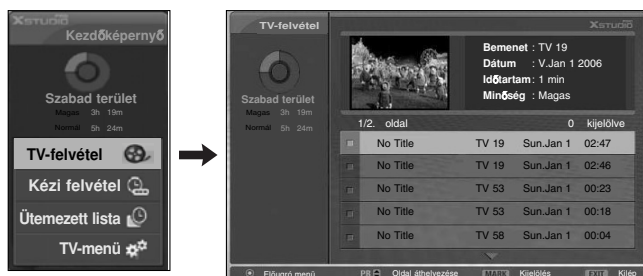 XSTUDIO
Kezdőképernyő
Szabad terület
Magas 3h 19m
Normál 5h 24m
TV-felvétel
Kézi felvétel
Ütemezett lista
TV-menü
TV-felvétel
XSTUDIO
Szabad terület
Magas 3h 19m
Normál 5h 24m
Bemenet : TV 19
Dátum : V.Jan 1 2006
Időtartam : 1 min
Minőség : Magas
1/2. oldal 0 kijelölve
No Title TV 19 Sun.Jan 1 02:47
No Title TV 19 Sun.Jan 1 02:46
No Title TV 53 Sun.Jan 1 00:23
No Title TV 53 Sun.Jan 1 00:18
No Title TV 58 Sun.Jan 1 00:04
Előugró menü PR Oldal áthelyezése MARK Kijelölés EXIT Kilép